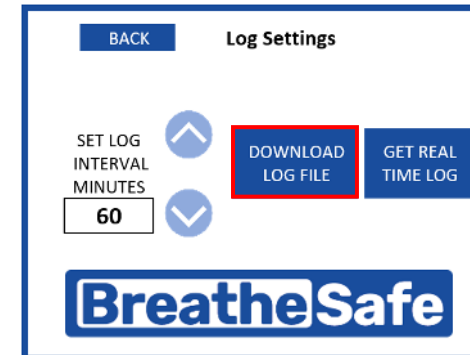 BACK
Log Settings
SET LOG
INTERVAL
MINUTES
60
DOWNLOAD
LOG FILE
GET REAL
TIME LOG
BreatheSafe